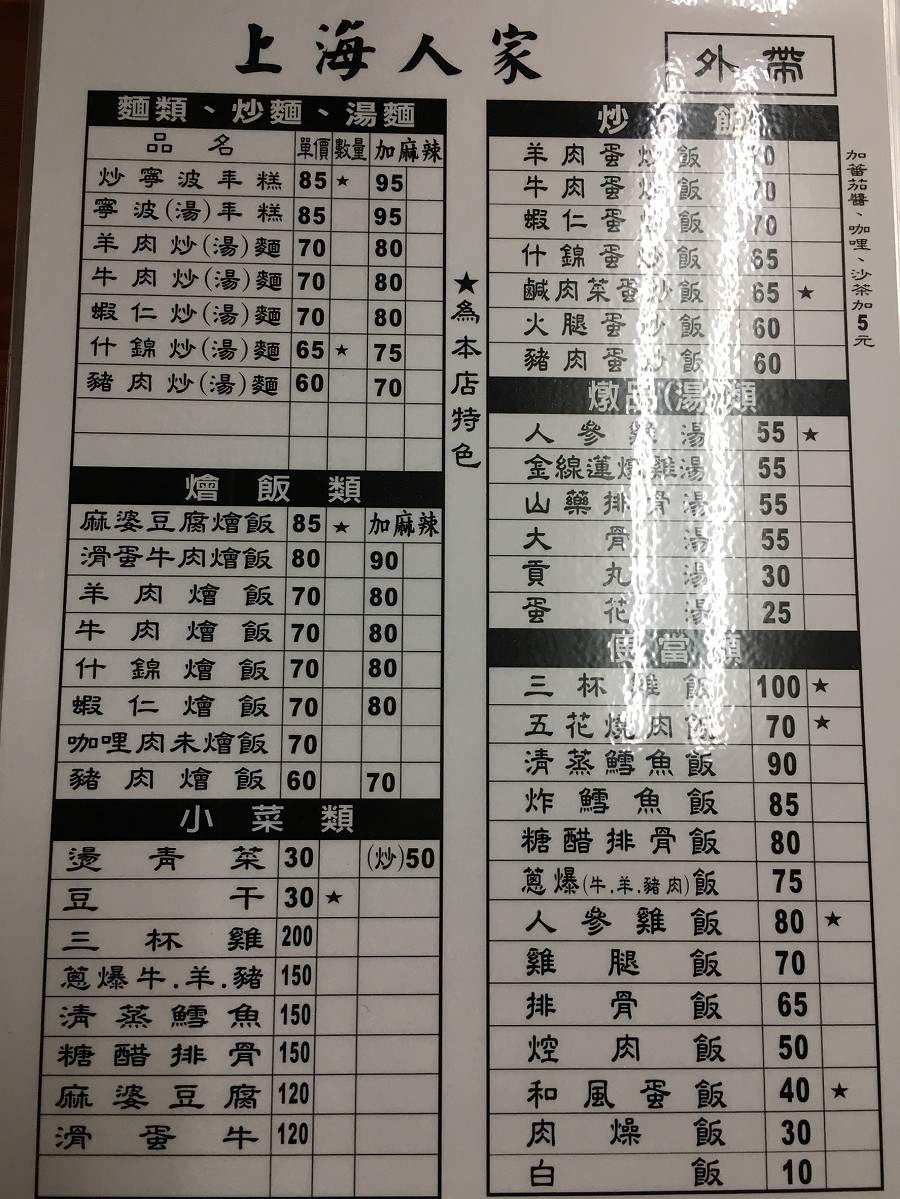 上海人家
外帶
麵類、炒麵、湯麵
品名 單價 數量 加麻辣
炒寧波年糕 85 ★ 95
寧波(湯)年糕 85 95
羊肉炒(湯)麵 70 80
牛肉炒(湯)麵 70 80
蝦仁炒(湯)麵 70 80
什錦炒(湯)麵 65 ★ 75
豬肉炒(湯)麵 60 70
燴飯類
麻婆豆腐燴飯 85 ★ 加麻辣
滑蛋牛肉燴飯 80 90
羊肉燴飯 70 80
牛肉燴飯 70 80
什錦燴飯 70 80
蝦仁燴飯 70 80
咖哩肉未燴飯 70
豬肉燴飯 60 70
小菜類
燙青菜 30 (炒)50
豆干 30 ★
三杯雞 200
蔥爆牛.羊.豬 150
清蒸鱈魚 150
糖醋排骨 150
麻婆豆腐 120
滑蛋牛 120
★為本店特色
炒飯
羊肉蛋炒飯
牛肉蛋炒飯
蝦仁蛋炒飯 70
什錦蛋炒飯 65
鹹肉菜蛋炒飯 65 ★
火腿蛋炒飯 60
豬肉蛋炒飯 60
燉品(湯)類
人參雞湯 55 ★
金線蓮燉雞湯 55
山藥排骨湯 55
大骨湯 55
貢丸湯 30
蛋花湯 25
便當類
三杯雞飯 100 ★
五花燒肉飯 70 ★
清蒸鱈魚飯 90
炸鱈魚飯 85
糖醋排骨飯 80
蔥爆(牛.羊.豬肉)飯 75
人參雞飯 80 ★
雞腿飯 70
排骨飯 65
焢肉飯 50
和風蛋飯 40 ★
肉燥飯 30
白飯 10
加蕃茄醬、咖哩、沙茶加5元